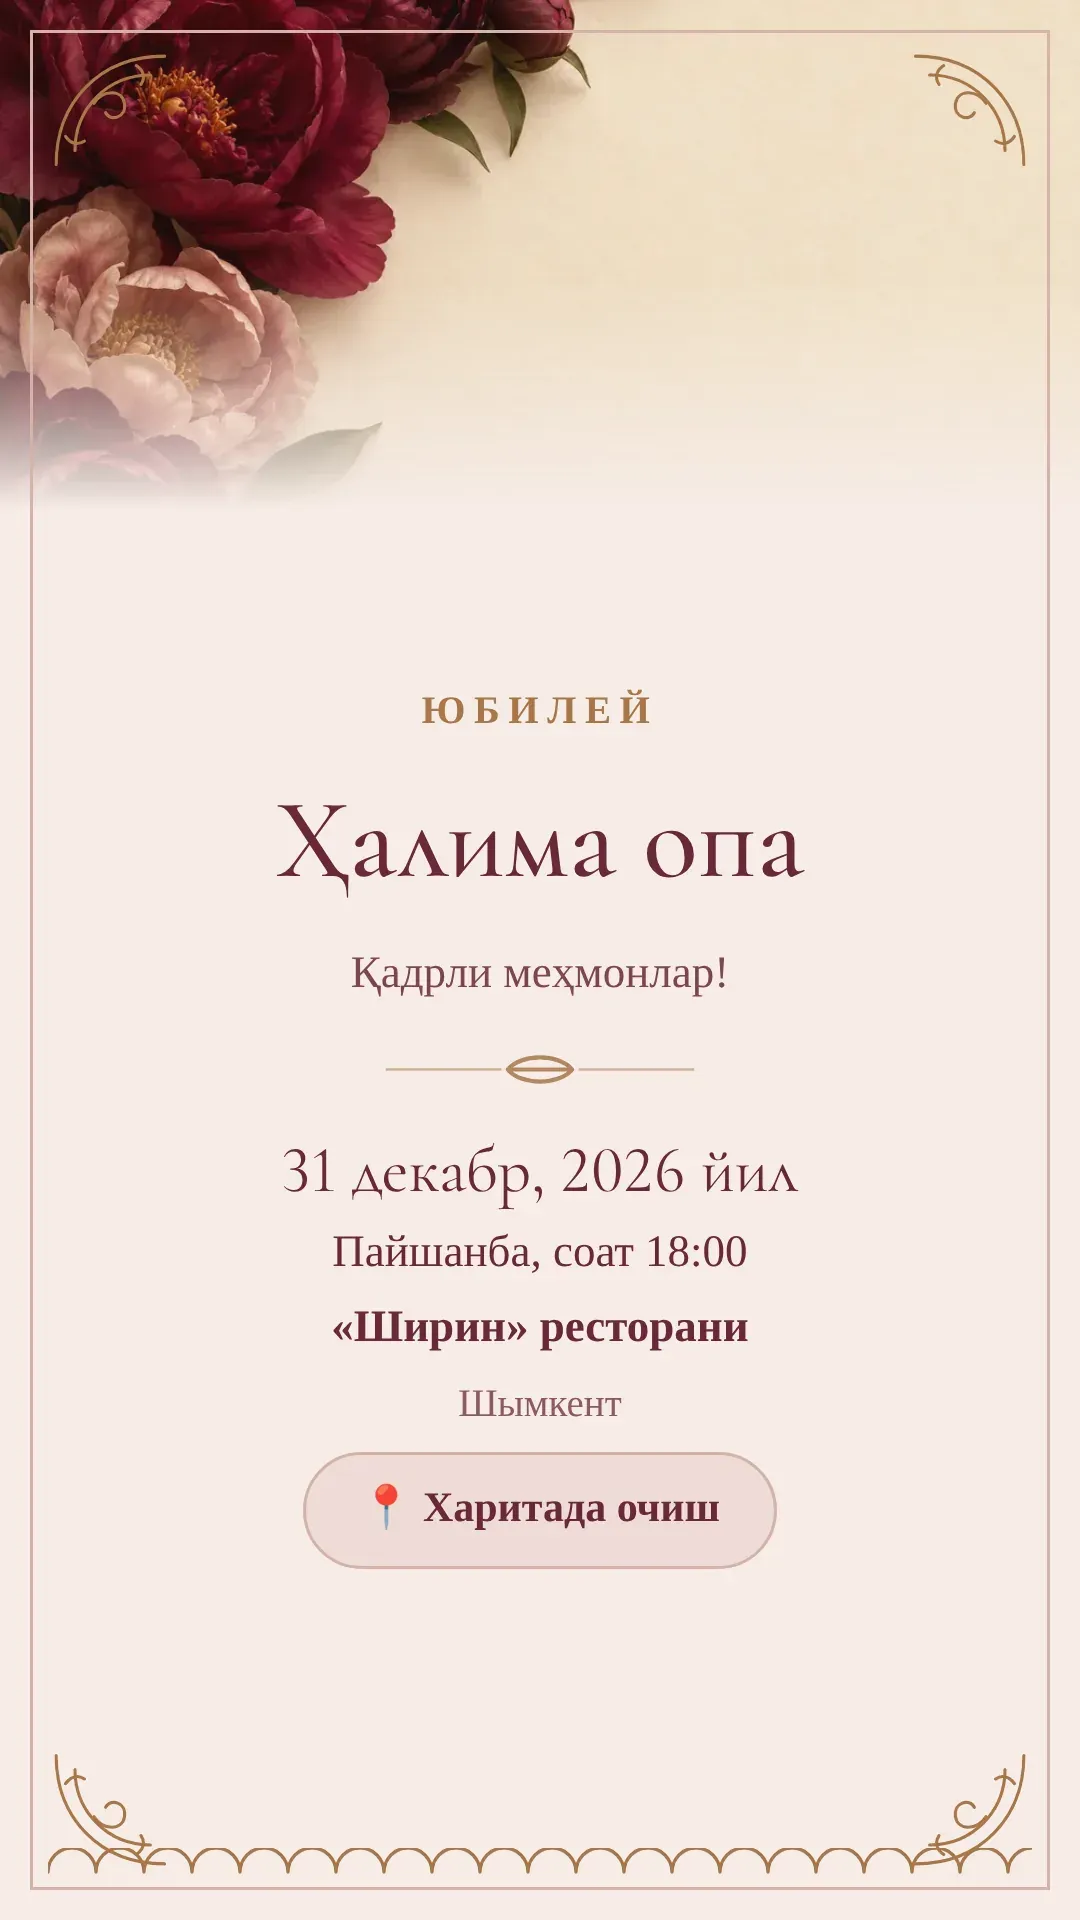 ЮБИЛЕЙ
Ҳалима опа
Қадрли меҳмонлар!
31 декабр, 2026 йил
Пайшанба, соат 18:00
«Ширин» ресторани
Шымкент
📍 Харитада очиш